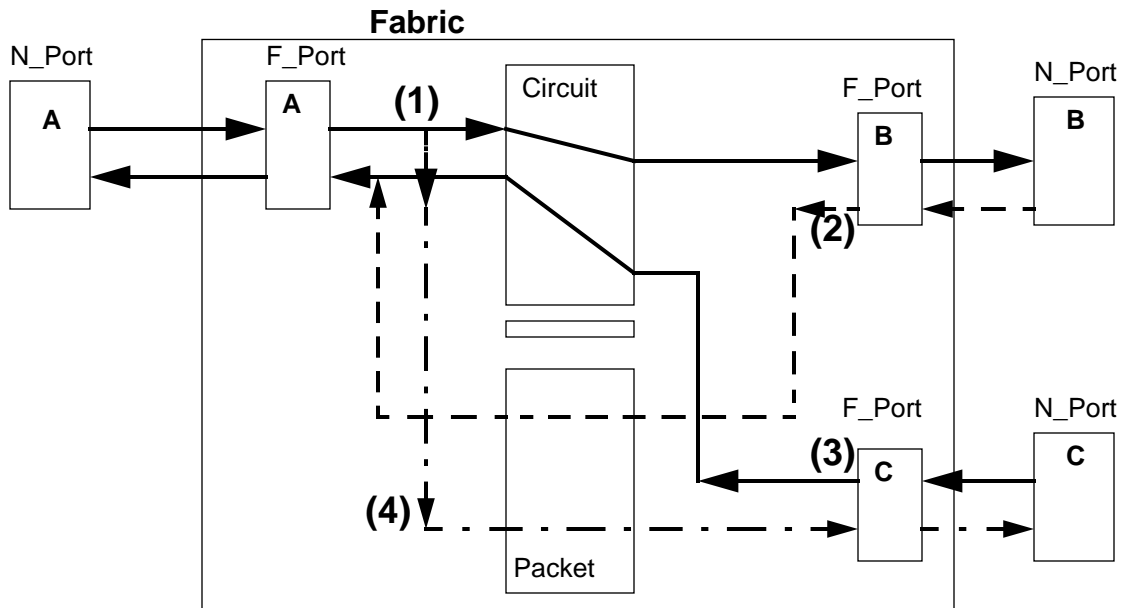 Fabric
N_Port
F_Port
N_Port
A
A
(1)
Circuit
F_Port
B
B
(2)
F_Port
N_Port
(3)
C
C
(4)
Packet